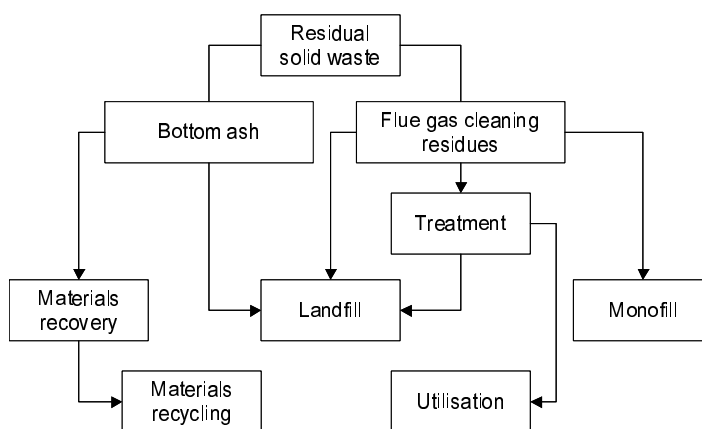 Residual
solid waste
Bottom ash
Flue gas cleaning
residues
Treatment
Materials
recovery
Landfill
Monofill
Materials
recycling
Utilisation